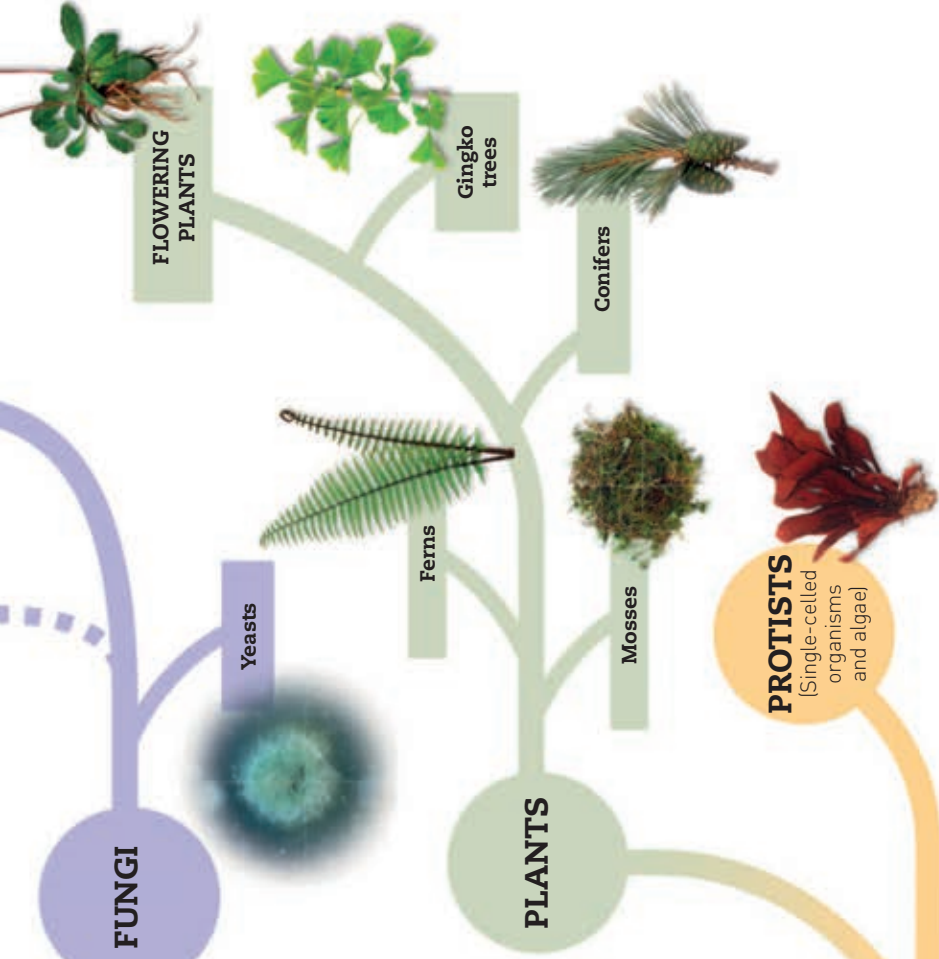 FLOWERING
PLANTS
Gingko
trees
Conifers
Ferns
Mosses
Yeasts
PROTISTS
(Single-celled
organisms
and algae)
FUNGI
PLANTS